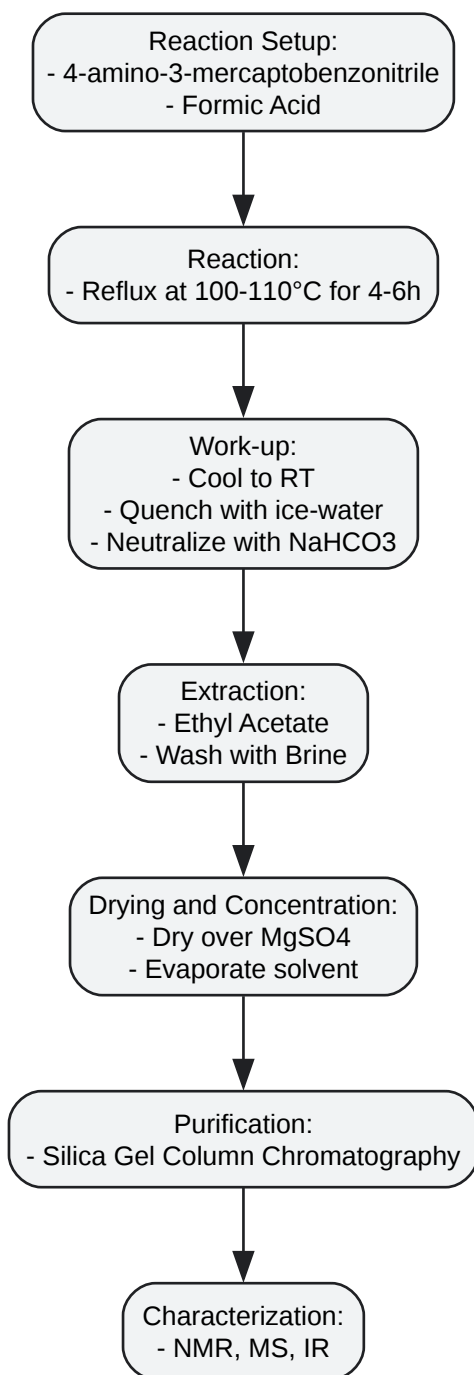 Reaction Setup:
- 4-amino-3-mercaptobenzonitrile
- Formic Acid
Reaction:
- Reflux at 100-110°C for 4-6h
Work-up:
- Cool to RT
- Quench with ice-water
- Neutralize with NaHCO3
Extraction:
- Ethyl Acetate
- Wash with Brine
Drying and Concentration:
- Dry over MgSO4
- Evaporate solvent
Purification:
- Silica Gel Column Chromatography
Characterization:
- NMR, MS, IR